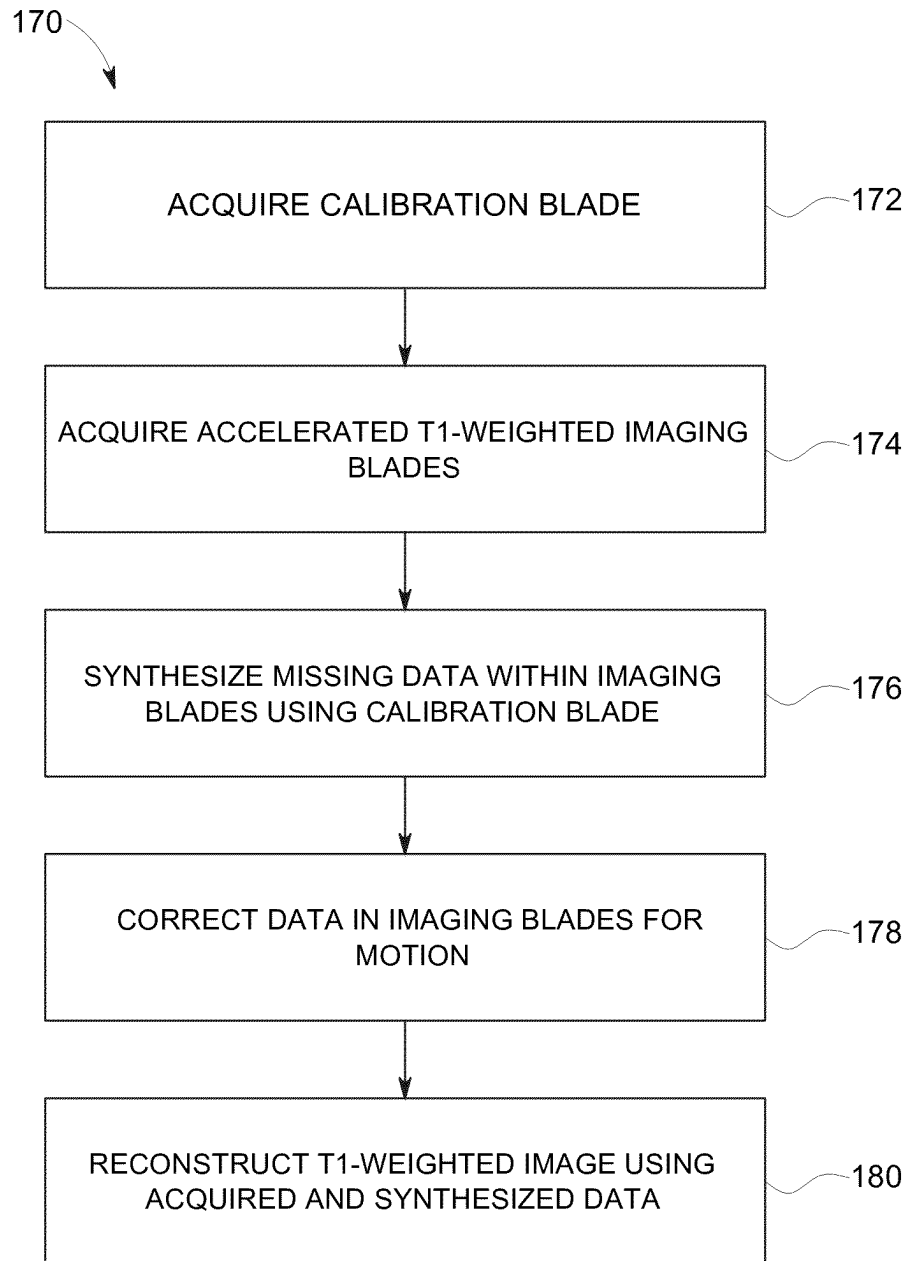 170
ACQUIRE CALIBRATION BLADE
172
ACQUIRE ACCELERATED T1-WEIGHTED IMAGING
BLADES
174
SYNTHESIZE MISSING DATA WITHIN IMAGING
BLADES USING CALIBRATION BLADE
176
CORRECT DATA IN IMAGING BLADES FOR
MOTION
178
RECONSTRUCT T1-WEIGHTED IMAGE USING
ACQUIRED AND SYNTHESIZED DATA
180